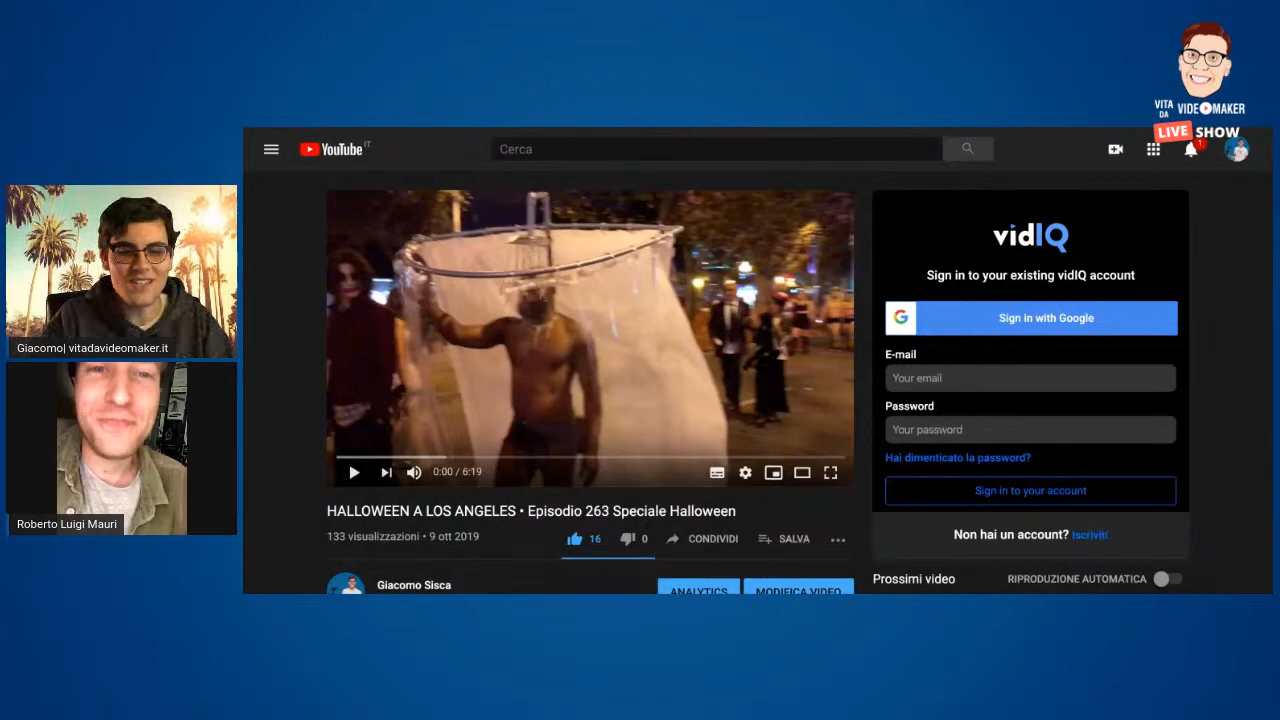 VITA
DA
VIDEOMAKER
LIVE SHOW
YouTube IT
Cerca
1
Giacomo| vitadavideomaker.it
Roberto Luigi Mauri
0:00 / 6:19
HALLOWEEN A LOS ANGELES • Episodio 263 Speciale Halloween
133 visualizzazioni • 9 ott 2019
16
0
CONDIVIDI
SALVA
Giacomo Sisca
ANALYTICS
MODIFICA VIDEO
vidIQ
Sign in to your existing vidIQ account
G
Sign in with Google
E-mail
Your email
Password
Your password
Hai dimenticato la password?
Sign in to your account
Non hai un account? Iscriviti
Prossimi video
RIPRODUZIONE AUTOMATICA